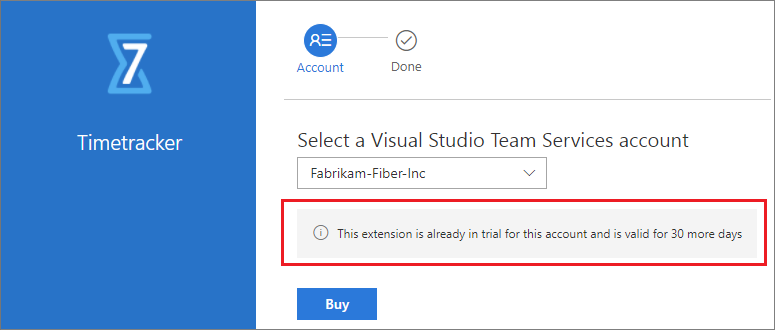 7
Timetracker
Account
Done
Select a Visual Studio Team Services account
Fabrikam-Fiber-Inc
This extension is already in trial for this account and is valid for 30 more days
Buy